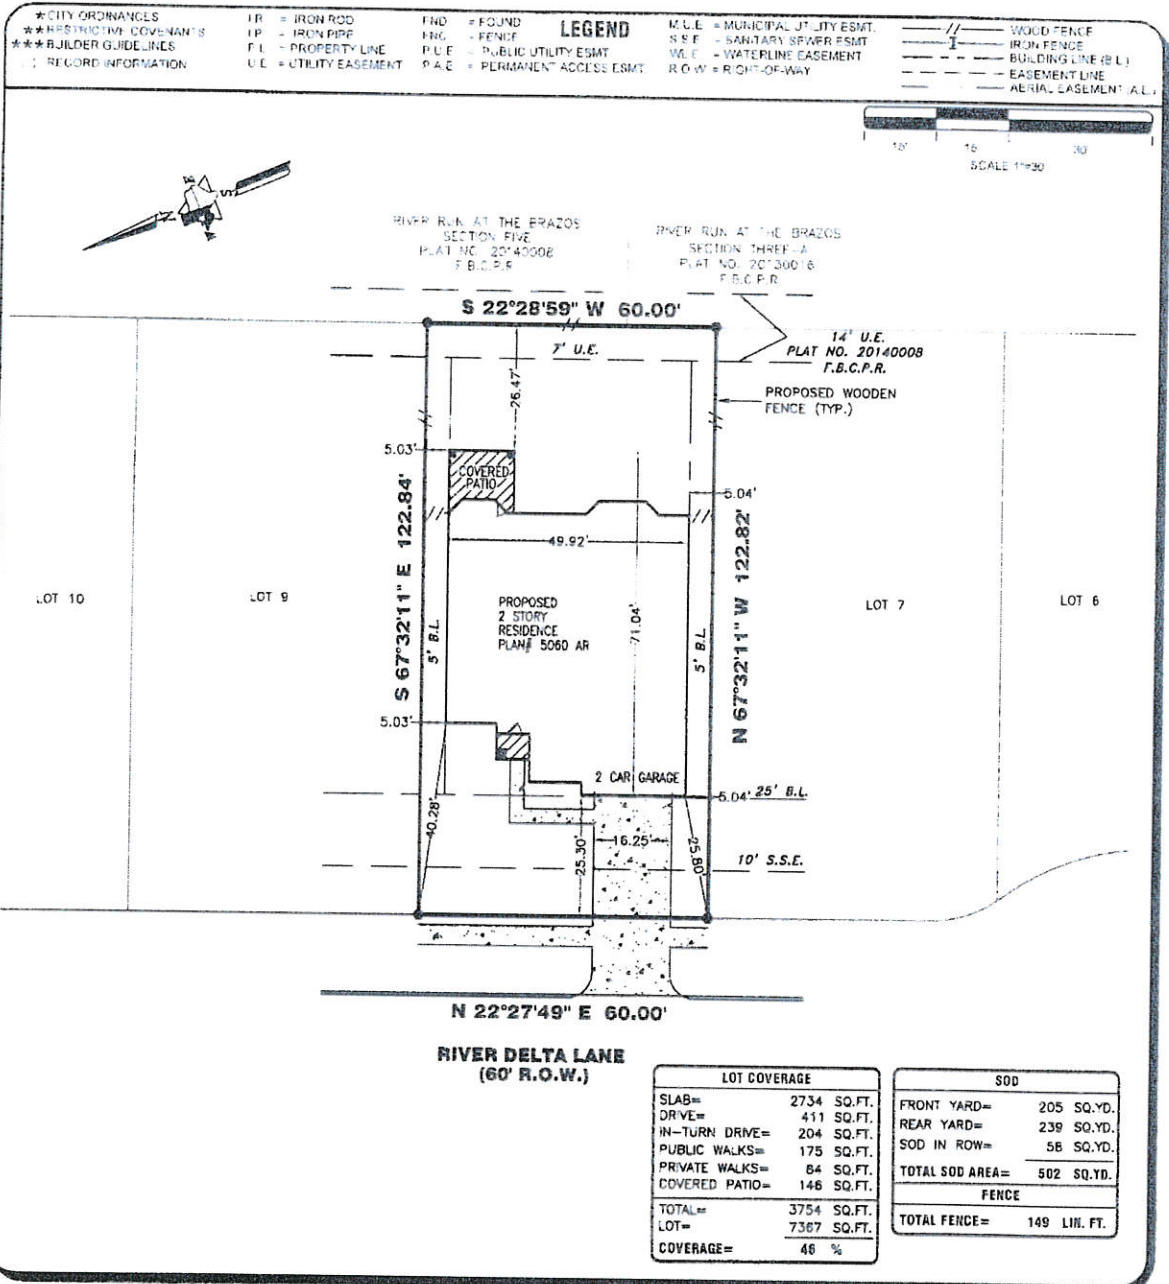 LEGEND
* CITY ORDINANCES
** RESTRICTIVE COVENANTS
*** BUILDER GUIDELINES
( ) RECORD INFORMATION
I.R. = IRON ROD
I.P. = IRON PIPE
P.L. = PROPERTY LINE
U.E. = UTILITY EASEMENT
FND = FOUND
FNC. = FENCE
P.U.E. = PUBLIC UTILITY ESMT
P.A.E. = PERMANENT ACCESS ESMT
M.U.E. = MUNICIPAL UTILITY ESMT.
S.S.E. = SANITARY SEWER ESMT
W.L.E. = WATERLINE EASEMENT
R.O.W. = RIGHT-OF-WAY
WOOD FENCE
IRON FENCE
BUILDING LINE (B.L.)
EASEMENT LINE
AERIAL EASEMENT (A.E.)
15' 15 30'
SCALE 1"=30'
N
E
S
W
RIVER RUN AT THE BRAZOS
SECTION FIVE
PLAT NO. 20140008
F.B.C.P.R.
RIVER RUN AT THE BRAZOS
SECTION THREE-A
PLAT NO. 20130016
F.B.C.P.R.
S 22°28'59" W 60.00'
7' U.E.
14' U.E.
PLAT NO. 20140008
F.B.C.P.R.
PROPOSED WOODEN
FENCE (TYP.)
26.47'
5.03'
COVERED
PATIO
5.04'
49.92'
S 67°32'11" E 122.84'
N 67°32'11" W 122.82'
LOT 10
LOT 9
PROPOSED
2 STORY
RESIDENCE
PLAN# 5060 AR
71.04'
LOT 7
LOT 6
5' B.L.
5' B.L.
5.03'
2 CAR GARAGE
5.04'
25' B.L.
40.28'
25.30'
16.25'
25.80'
10' S.S.E.
N 22°27'49" E 60.00'
RIVER DELTA LANE
(60' R.O.W.)
LOT COVERAGE
SLAB= 2734 SQ.FT.
DRIVE= 411 SQ.FT.
IN-TURN DRIVE= 204 SQ.FT.
PUBLIC WALKS= 175 SQ.FT.
PRIVATE WALKS= 84 SQ.FT.
COVERED PATIO= 146 SQ.FT.
TOTAL= 3754 SQ.FT.
LOT= 7367 SQ.FT.
COVERAGE= 46 %
SOD
FRONT YARD= 205 SQ.YD.
REAR YARD= 239 SQ.YD.
SOD IN ROW= 58 SQ.YD.
TOTAL SOD AREA= 502 SQ.YD.
FENCE
TOTAL FENCE= 149 LIN. FT.